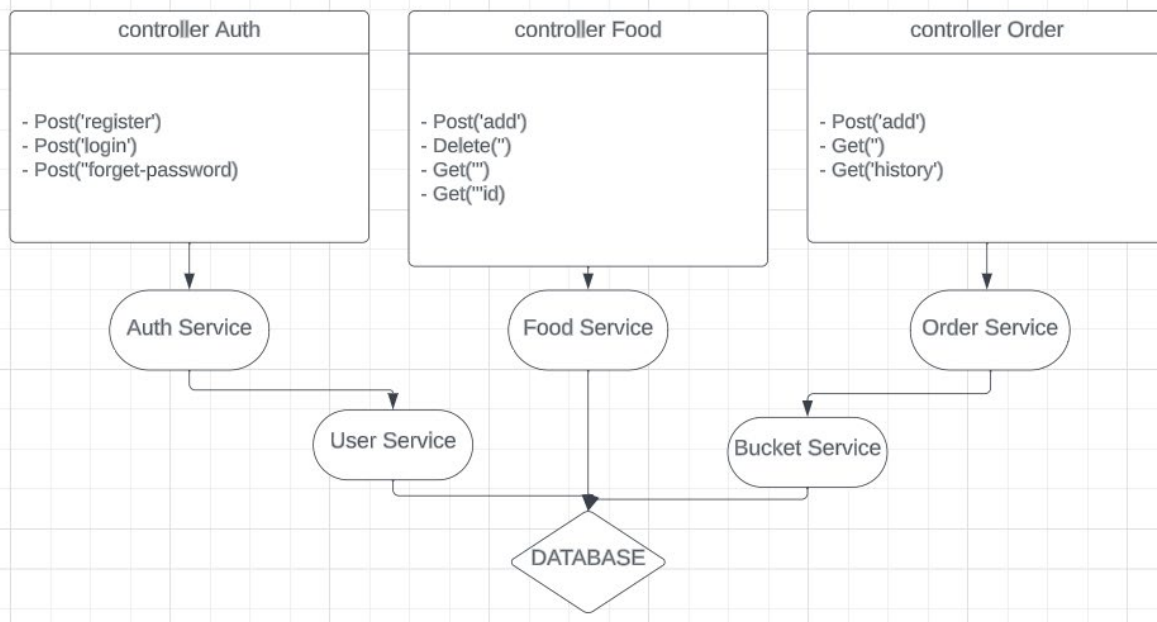 controller Auth
- Post('register')
- Post('login')
- Post("forget-password)
controller Food
- Post('add')
- Delete('')
- Get('")
- Get('"id)
controller Order
- Post('add')
- Get('')
- Get('history')
Auth Service
Food Service
Order Service
User Service
Bucket Service
DATABASE